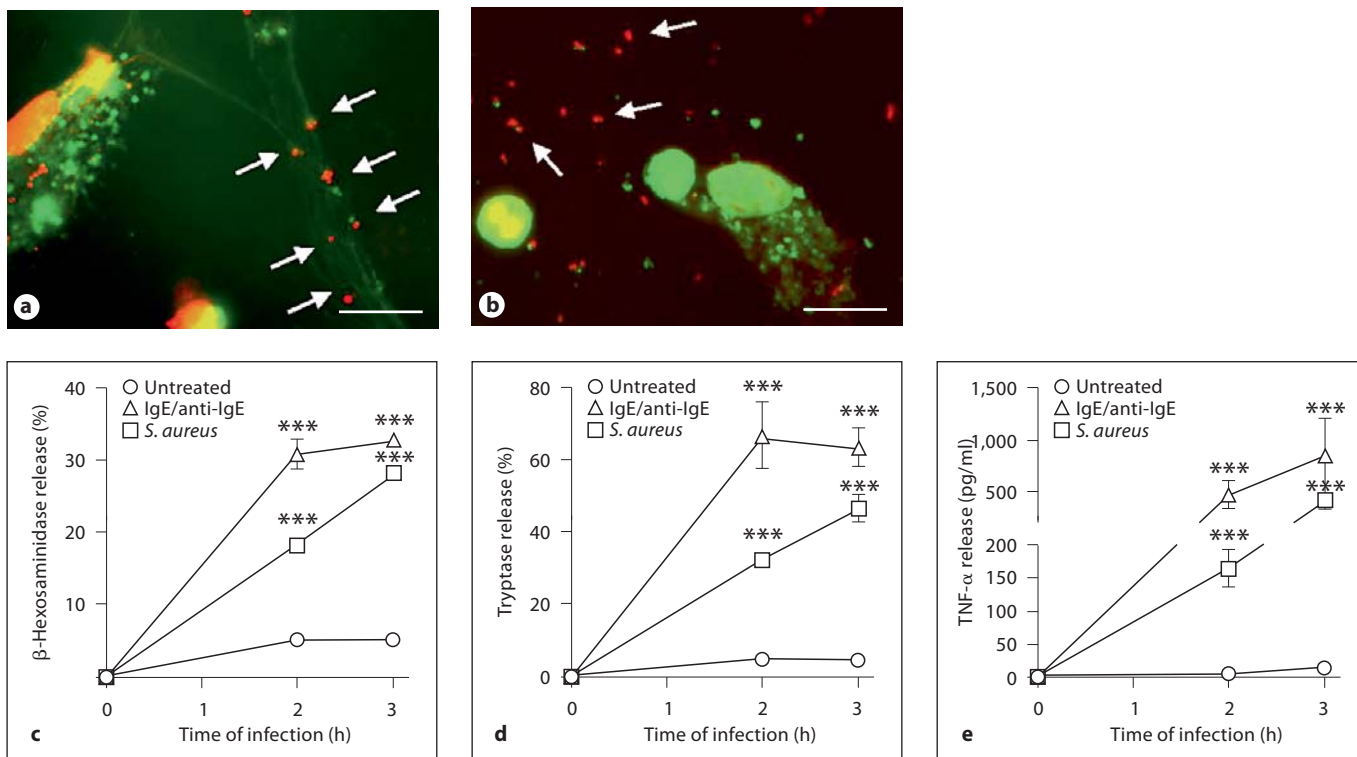 a
b
β-Hexosaminidase release (%)
40
30
20
10
0
Untreated
IgE/anti-IgE
S. aureus
***
***
***
***
0 1 2 3
Time of infection (h)
c
Tryptase release (%)
80
60
40
20
0
Untreated
IgE/anti-IgE
S. aureus
***
***
***
***
0 1 2 3
Time of infection (h)
d
TNF-α release (pg/ml)
1,500
1,000
500
200
150
100
50
0
Untreated
IgE/anti-IgE
S. aureus
***
***
***
***
0 1 2 3
Time of infection (h)
e